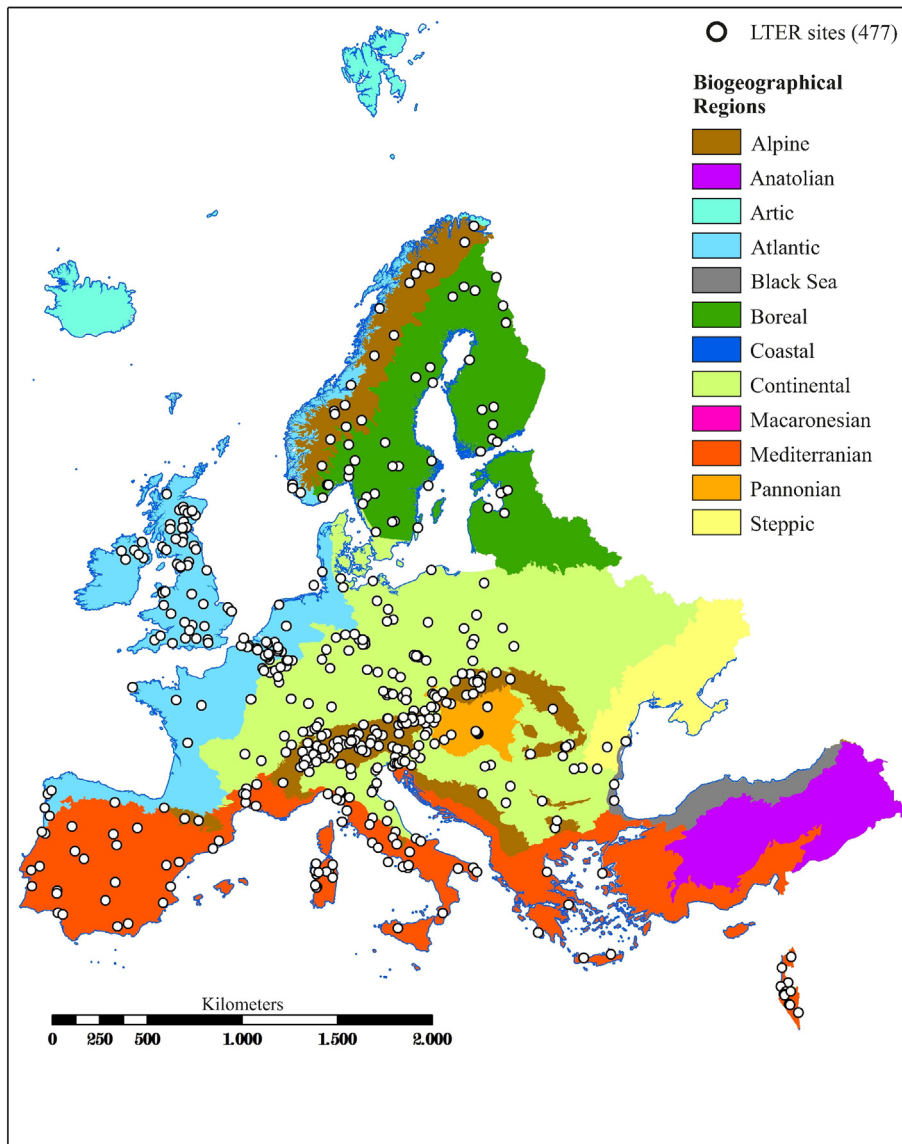 LTER sites (477)
Biogeographical
Regions
Alpine
Anatolian
Artic
Atlantic
Black Sea
Boreal
Coastal
Continental
Macaronesian
Mediterranian
Pannonian
Steppic
Kilometers
0 250 500 1.000 1.500 2.000